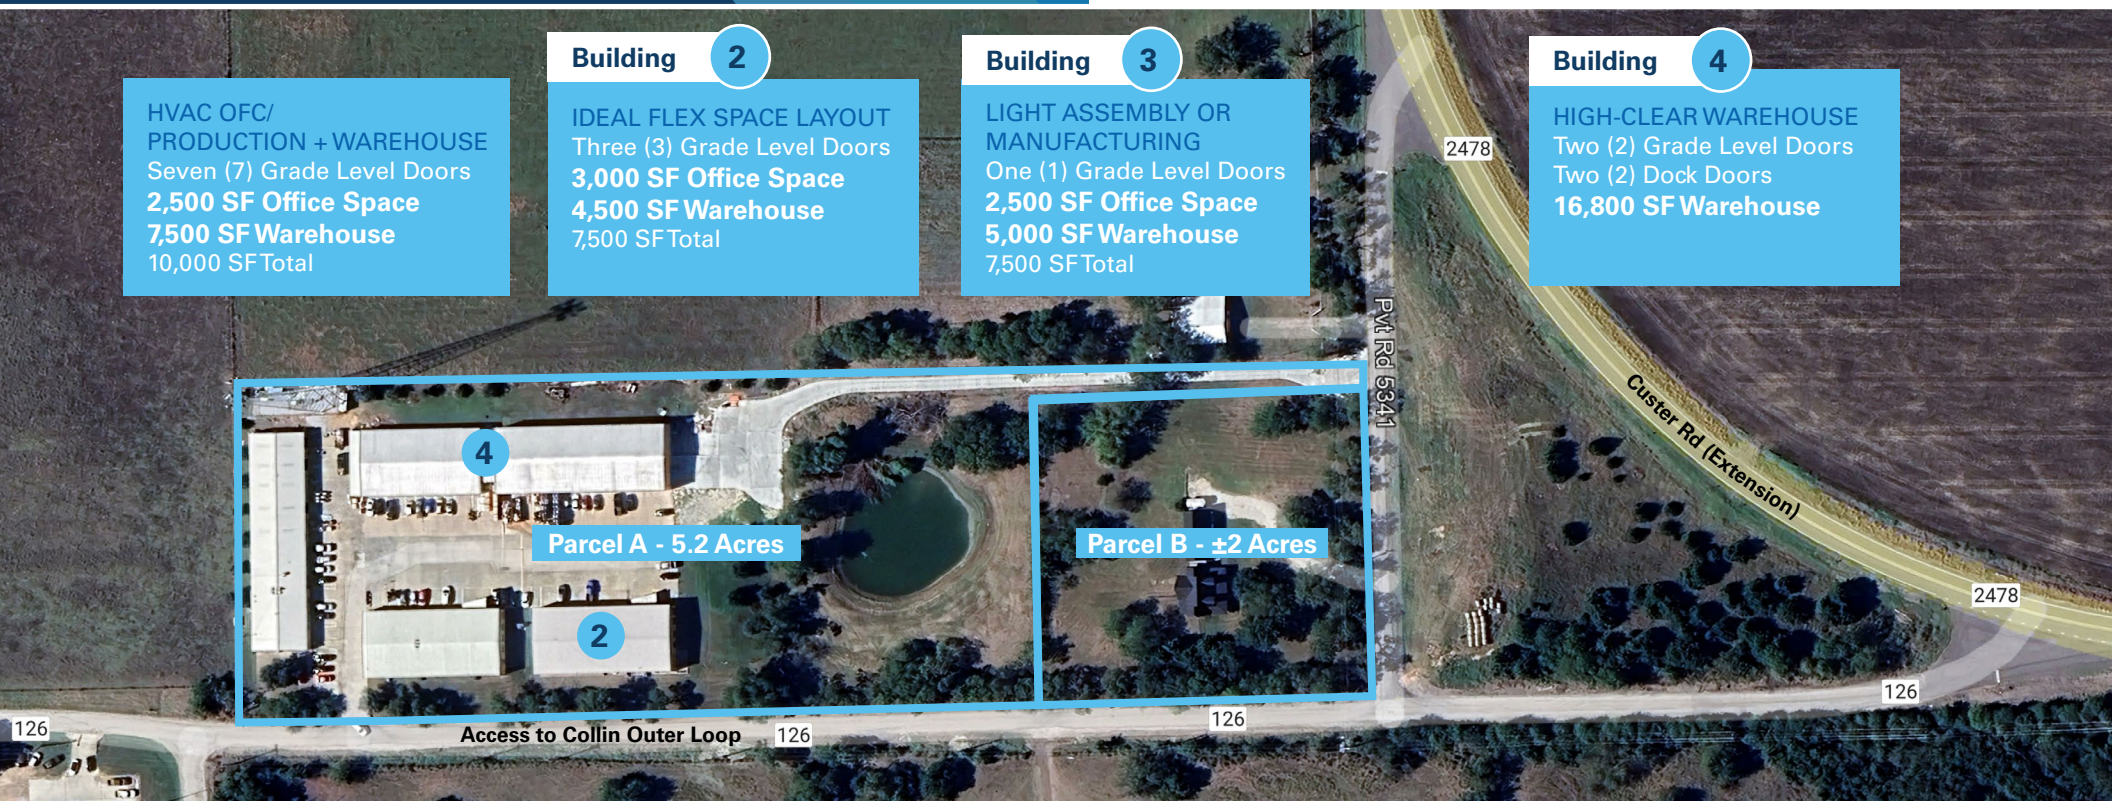 HVAC OFC/
PRODUCTION + WAREHOUSE
Seven (7) Grade Level Doors
2,500 SF Office Space
7,500 SF Warehouse
10,000 SF Total
Building 2
IDEAL FLEX SPACE LAYOUT
Three (3) Grade Level Doors
3,000 SF Office Space
4,500 SF Warehouse
7,500 SF Total
Building 3
LIGHT ASSEMBLY OR
MANUFACTURING
One (1) Grade Level Doors
2,500 SF Office Space
5,000 SF Warehouse
7,500 SF Total
Building 4
HIGH-CLEAR WAREHOUSE
Two (2) Grade Level Doors
Two (2) Dock Doors
16,800 SF Warehouse
2478
Pvt Rd 5341
Custer Rd (Extension)
4
Parcel A - 5.2 Acres
Parcel B - ±2 Acres
2
2478
126
126
126
Access to Collin Outer Loop
126